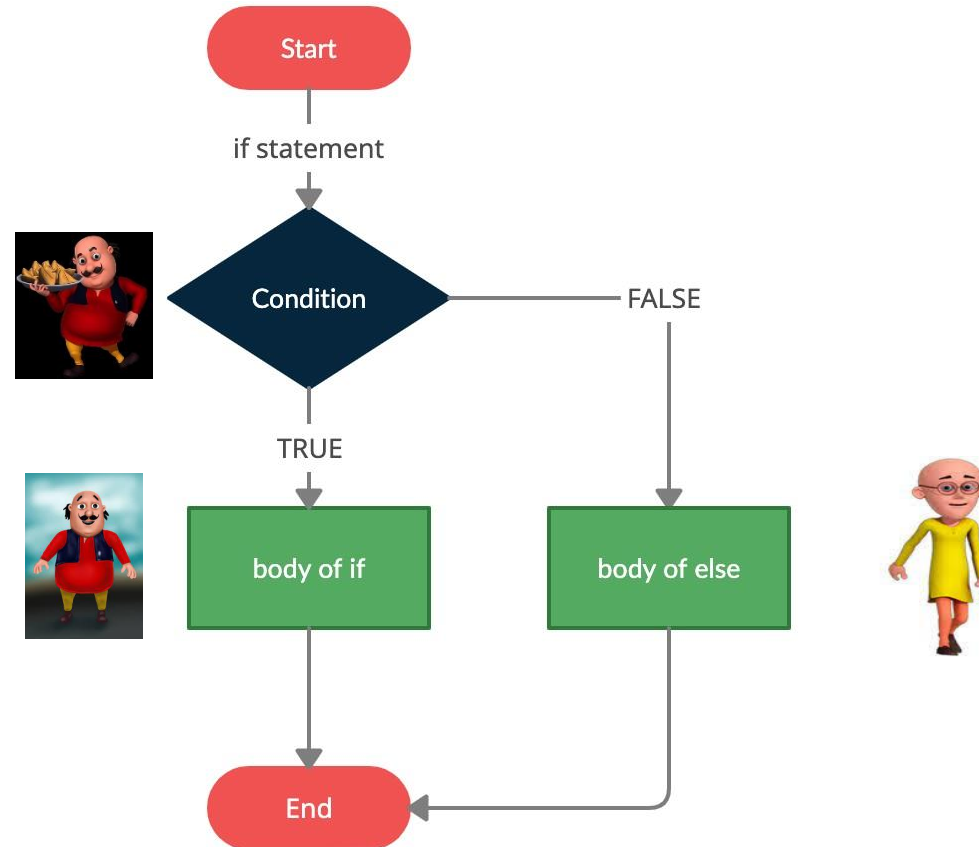 Start
if statement
Condition
FALSE
TRUE
body of if
body of else
End